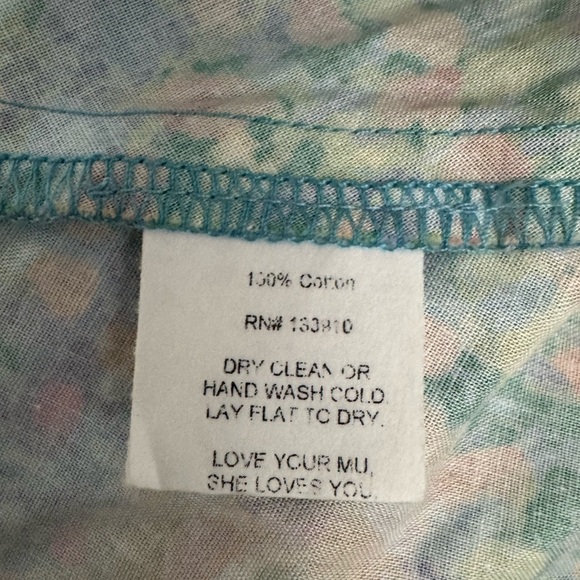 100% Cotton
RN# 133810
DRY CLEAN OR
HAND WASH COLD.
LAY FLAT TO DRY.
LOVE YOUR MU,
SHE LOVES YOU.